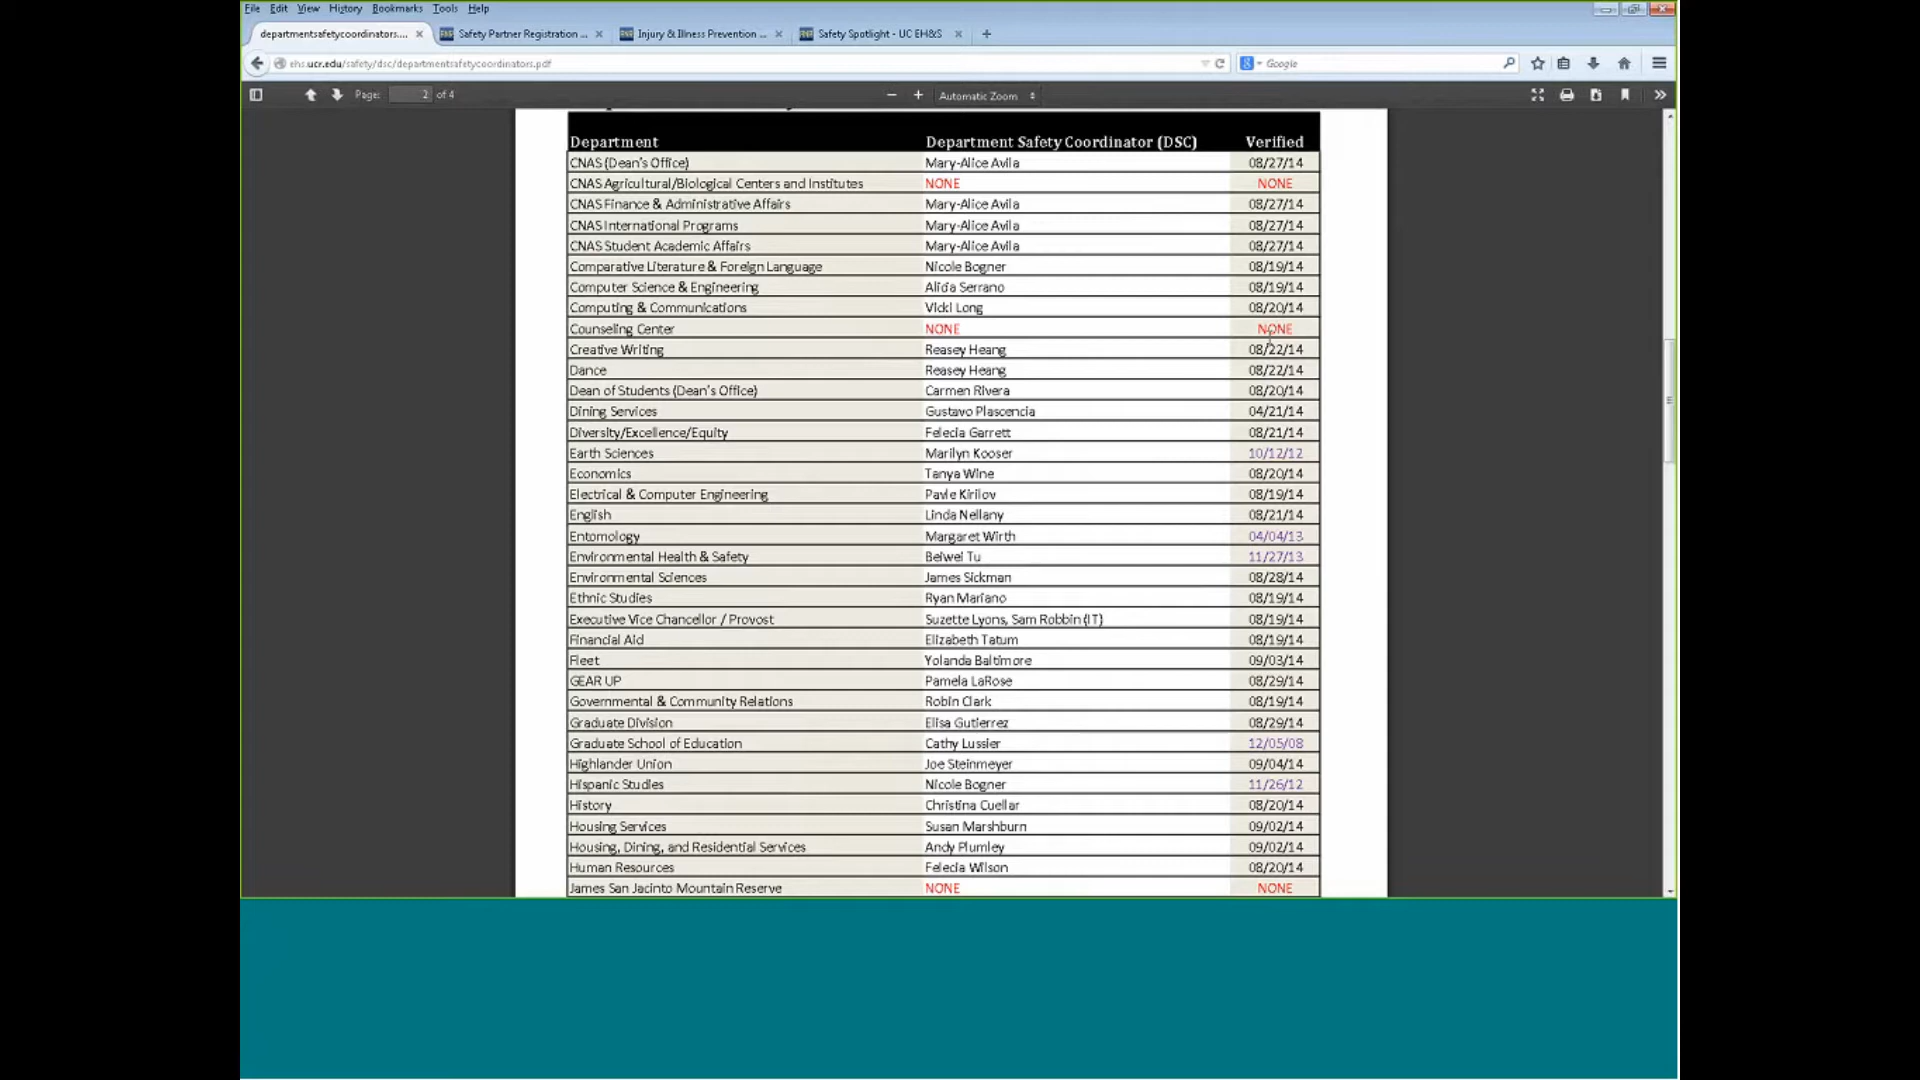 File Edit View History Bookmarks Tools Help
departmentsafetycoordinators.... × Safety Partner Registration ... × Injury & Illness Prevention ... × Safety Spotlight - UC EH&S × +
ehs.ucr.edu/safety/dsc/departmentsafetycoordinators.pdf Google
Page: 2 of 4 − + Automatic Zoom
Department Department Safety Coordinator (DSC) Verified
CNAS (Dean's Office) Mary-Alice Avila 08/27/14
CNAS Agricultural/Biological Centers and Institutes NONE NONE
CNAS Finance & Administrative Affairs Mary-Alice Avila 08/27/14
CNAS International Programs Mary-Alice Avila 08/27/14
CNAS Student Academic Affairs Mary-Alice Avila 08/27/14
Comparative Literature & Foreign Language Nicole Bogner 08/19/14
Computer Science & Engineering Alicia Serrano 08/19/14
Computing & Communications Vicki Long 08/20/14
Counseling Center NONE NONE
Creative Writing Reasey Heang 08/22/14
Dance Reasey Heang 08/22/14
Dean of Students (Dean's Office) Carmen Rivera 08/20/14
Dining Services Gustavo Plascencia 04/21/14
Diversity/Excellence/Equity Felecia Garrett 08/21/14
Earth Sciences Marilyn Kooser 10/12/12
Economics Tanya Wine 08/20/14
Electrical & Computer Engineering Pavle Kirilov 08/19/14
English Linda Nellany 08/21/14
Entomology Margaret Wirth 04/04/13
Environmental Health & Safety Beiwei Tu 11/27/13
Environmental Sciences James Sickman 08/28/14
Ethnic Studies Ryan Mariano 08/19/14
Executive Vice Chancellor / Provost Suzette Lyons, Sam Robbin (IT) 08/19/14
Financial Aid Elizabeth Tatum 08/19/14
Fleet Yolanda Baltimore 09/03/14
GEAR UP Pamela LaRose 08/29/14
Governmental & Community Relations Robin Clark 08/19/14
Graduate Division Elisa Gutierrez 08/29/14
Graduate School of Education Cathy Lussier 12/05/08
Highlander Union Joe Steinmeyer 09/04/14
Hispanic Studies Nicole Bogner 11/26/12
History Christina Cuellar 08/20/14
Housing Services Susan Marshburn 09/02/14
Housing, Dining, and Residential Services Andy Plumley 09/02/14
Human Resources Felecia Wilson 08/20/14
James San Jacinto Mountain Reserve NONE NONE